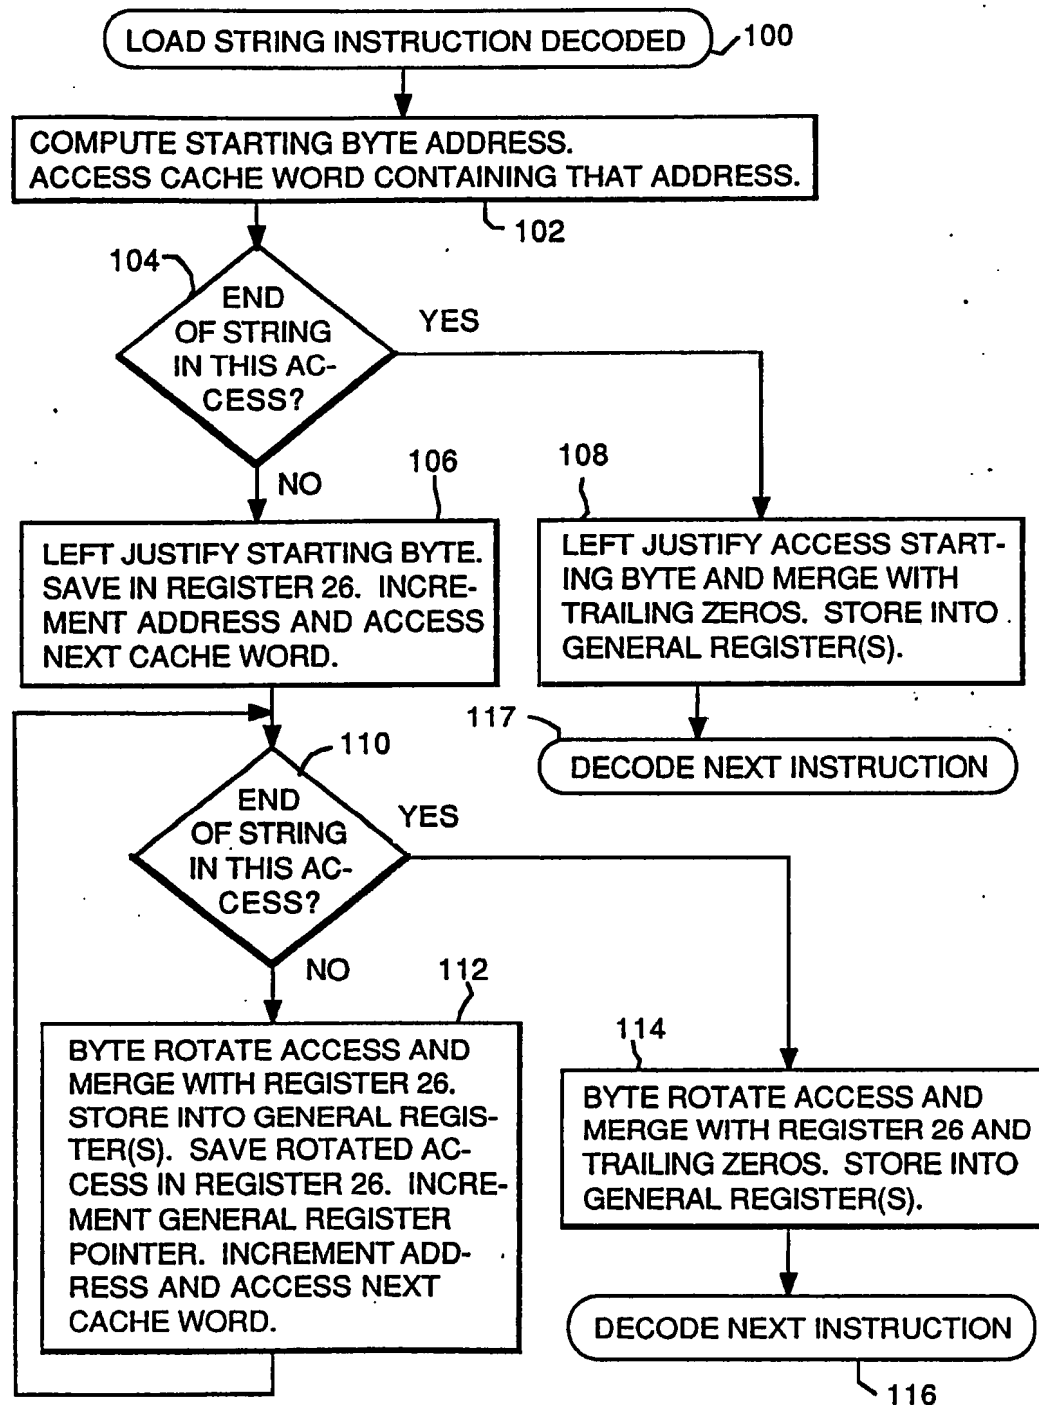 LOAD STRING INSTRUCTION DECODED
100
COMPUTE STARTING BYTE ADDRESS.
ACCESS CACHE WORD CONTAINING THAT ADDRESS.
102
104
END
OF STRING
IN THIS AC-
CESS?
YES
NO
106
LEFT JUSTIFY STARTING BYTE.
SAVE IN REGISTER 26. INCRE-
MENT ADDRESS AND ACCESS
NEXT CACHE WORD.
108
LEFT JUSTIFY ACCESS START-
ING BYTE AND MERGE WITH
TRAILING ZEROS. STORE INTO
GENERAL REGISTER(S).
117
DECODE NEXT INSTRUCTION
110
END
OF STRING
IN THIS AC-
CESS?
YES
NO
112
BYTE ROTATE ACCESS AND
MERGE WITH REGISTER 26.
STORE INTO GENERAL REGIS-
TER(S). SAVE ROTATED AC-
CESS IN REGISTER 26. INCRE-
MENT GENERAL REGISTER
POINTER. INCREMENT ADD-
RESS AND ACCESS NEXT
CACHE WORD.
114
BYTE ROTATE ACCESS AND
MERGE WITH REGISTER 26 AND
TRAILING ZEROS. STORE INTO
GENERAL REGISTER(S).
DECODE NEXT INSTRUCTION
116